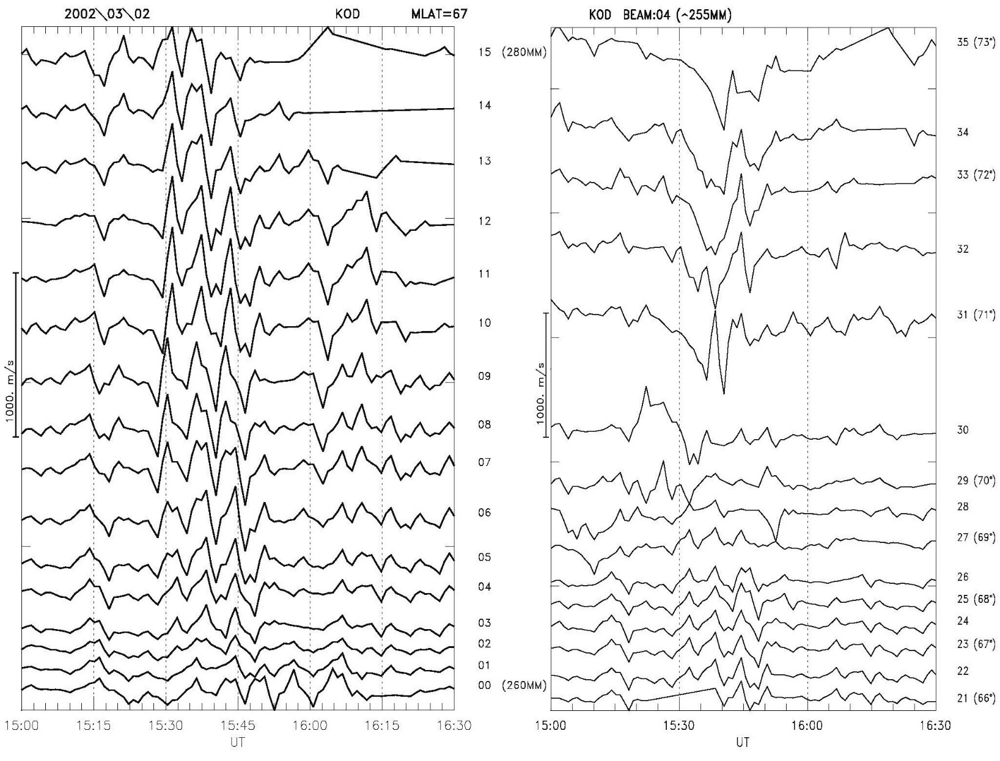 2002\03\02 KOD MLAT=67
15 (280MM)
14
13
12
11
10
09
08
07
06
05
04
03
02
01
00 (260MM)
1000. m/s
15:00 15:15 15:30 15:45 16:00 16:15 16:30
UT
KOD BEAM:04 (~255MM)
35 (73°)
34
33 (72°)
32
31 (71°)
30
29 (70°)
28
27 (69°)
26
25 (68°)
24
23 (67°)
22
21 (66°)
1000. m/s
15:00 15:30 16:00 16:30
UT